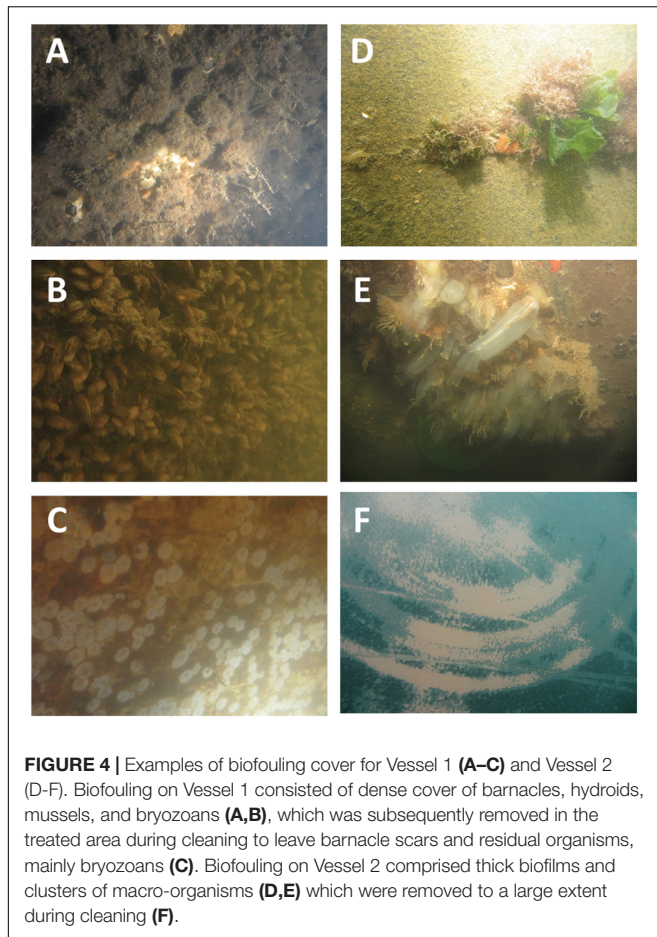 A
D
B
E
C
F
FIGURE 4 | Examples of biofouling cover for Vessel 1 (A–C) and Vessel 2
(D-F). Biofouling on Vessel 1 consisted of dense cover of barnacles, hydroids,
mussels, and bryozoans (A,B), which was subsequently removed in the
treated area during cleaning to leave barnacle scars and residual organisms,
mainly bryozoans (C). Biofouling on Vessel 2 comprised thick biofilms and
clusters of macro-organisms (D,E) which were removed to a large extent
during cleaning (F).